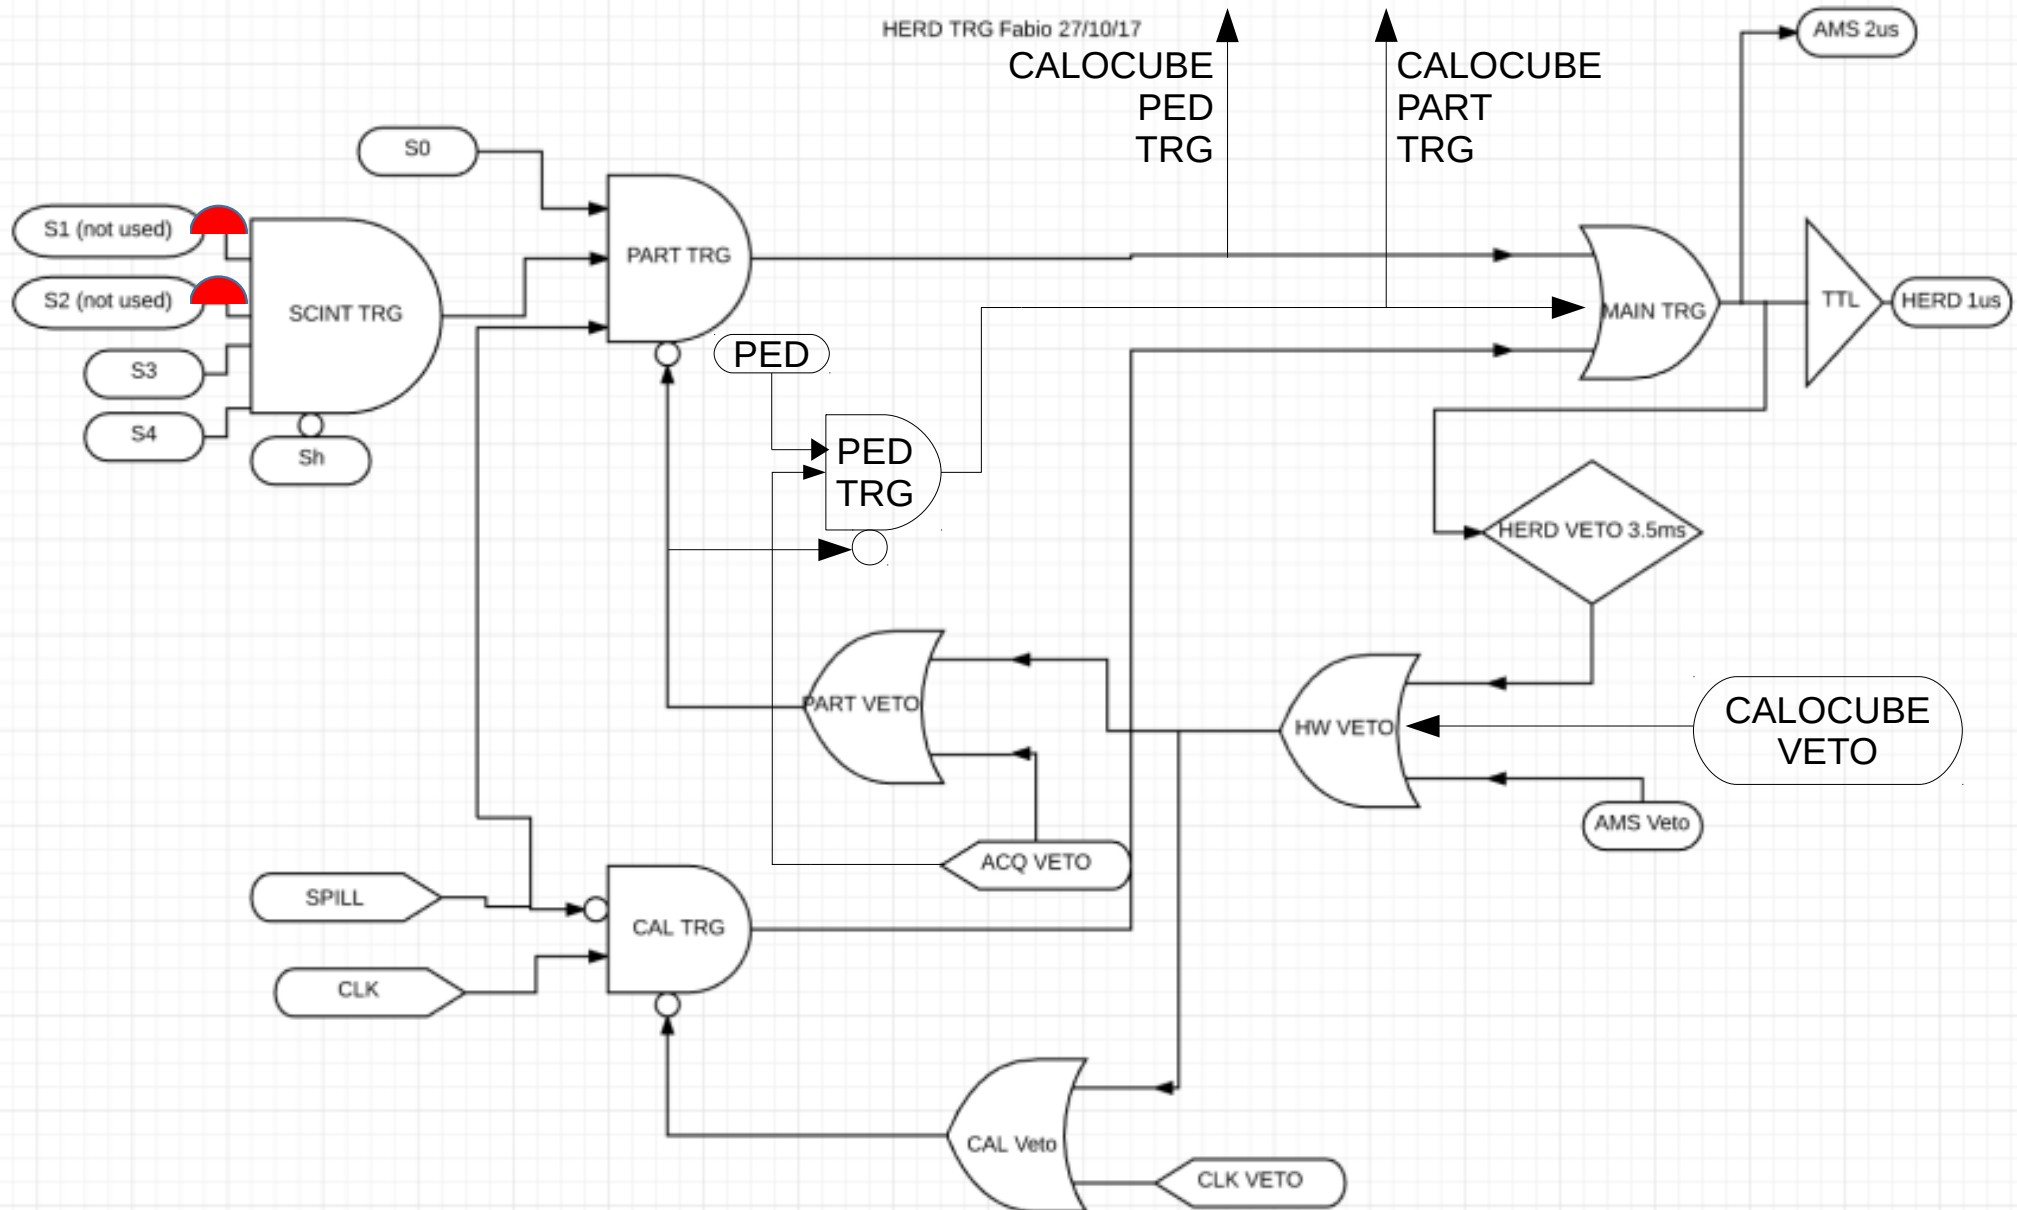 HERD TRG Fabio 27/10/17
AMS 2us
CALOCUBE
PED
TRG
CALOCUBE
PART
TRG
S0
S1 (not used)
S2 (not used)
S3
S4
Sh
SCINT TRG
PART TRG
PED
PED
TRG
MAIN TRG
TTL
HERD 1us
HERD VETO 3.5ms
PART VETO
HW VETO
CALOCUBE
VETO
AMS Veto
ACQ VETO
SPILL
CAL TRG
CLK
CAL Veto
CLK VETO